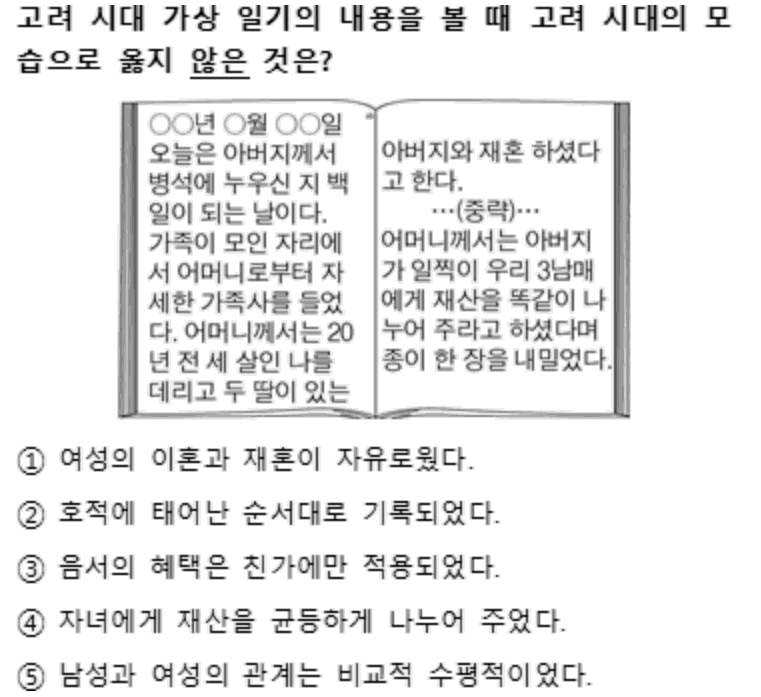 고려 시대 가상 일기의 내용을 볼 때 고려 시대의 모
습으로 옳지 않은 것은?
○○년 ○월 ○○일
오늘은 아버지께서
병석에 누우신 지 백
일이 되는 날이다.
가족이 모인 자리에
서 어머니로부터 자
세한 가족사를 들었
다. 어머니께서는 20
년 전 세 살인 나를
데리고 두 딸이 있는
아버지와 재혼 하셨다
고 한다.
…(중략)…
어머니께서는 아버지
가 일찍이 우리 3남매
에게 재산을 똑같이 나
누어 주라고 하셨다며
종이 한 장을 내밀었다.
① 여성의 이혼과 재혼이 자유로웠다.
② 호적에 태어난 순서대로 기록되었다.
③ 음서의 혜택은 친가에만 적용되었다.
④ 자녀에게 재산을 균등하게 나누어 주었다.
⑤ 남성과 여성의 관계는 비교적 수평적이었다.